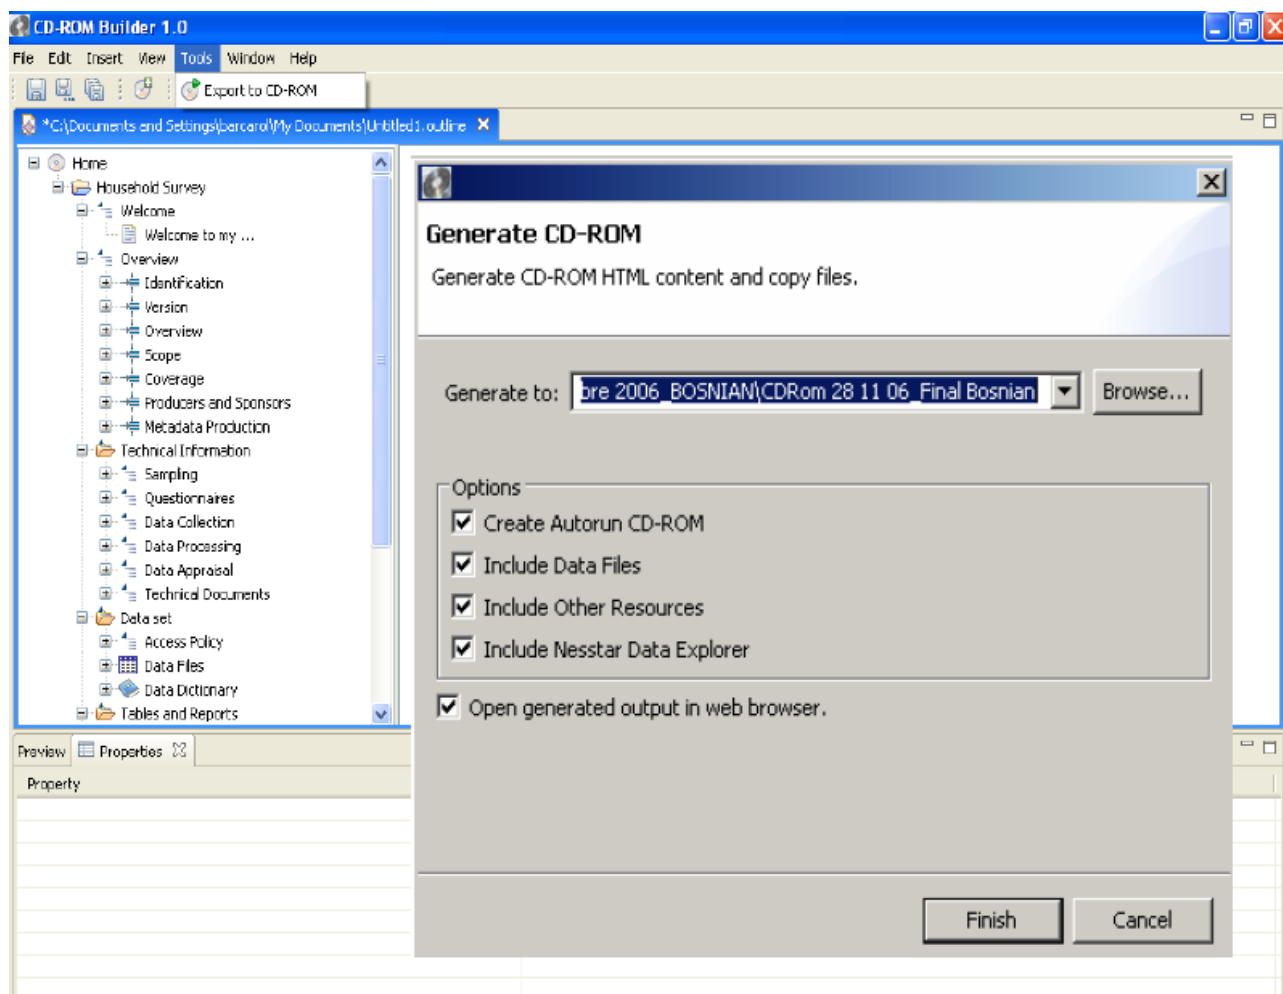 CD-ROM Builder 1.0
File Edit Insert View Tools Window Help
Export to CD-ROM
*C:\Documents and Settings\barcarol\My Documents\Untitled1.outline
Home
Household Survey
Welcome
Welcome to my ...
Overview
Identification
Version
Overview
Scope
Coverage
Producers and Sponsors
Metadata Production
Technical Information
Sampling
Questionnaires
Data Collection
Data Processing
Data Appraisal
Technical Documents
Data set
Access Policy
Data Files
Data Dictionary
Tables and Reports
Preview Properties
Property
Generate CD-ROM
Generate CD-ROM HTML content and copy files.
Generate to: bre 2006_BOSNIAN\CDRom 28 11 06_Final Bosnian Browse...
Options
Create Autorun CD-ROM
Include Data Files
Include Other Resources
Include Nesstar Data Explorer
Open generated output in web browser.
Finish Cancel